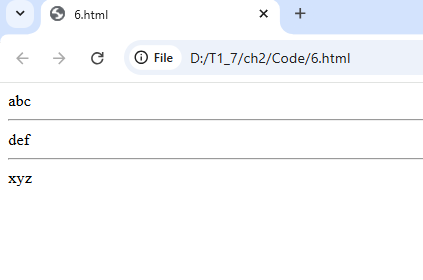 6.html
File D:/T1_7/ch2/Code/6.html
abc
def
xyz